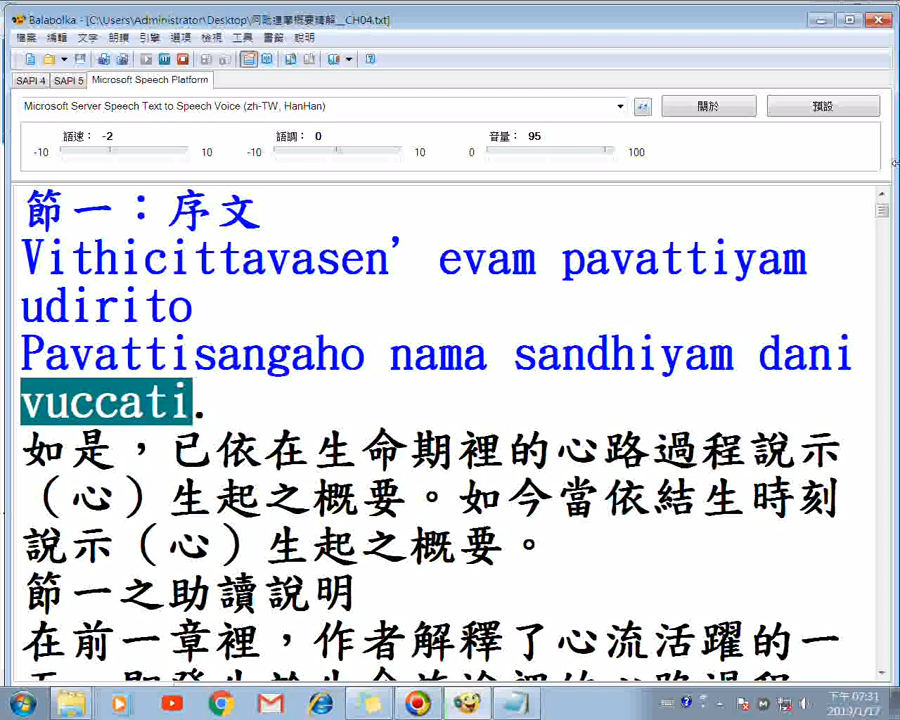 Balabolka - [C:\Users\Administrator\Desktop\阿毗達摩概要精解__CH04.txt]
檔案 編輯 文字 朗讀 引擎 選項 檢視 工具 書籤 說明
SAPI 4 SAPI 5 Microsoft Speech Platform
Microsoft Server Speech Text to Speech Voice (zh-TW, HanHan) 關於 預設
語速： -2 語調： 0 音量： 95
-10 10 -10 10 0 100
節一：序文
Vithicittavasen' evam pavattiyam
udirito
Pavattisangaho nama sandhiyam dani
vuccati.
如是，已依在生命期裡的心路過程說示
（心）生起之概要。如今當依結生時刻
說示（心）生起之概要。
節一之助讀說明
在前一章裡，作者解釋了心流活躍的一
下午 07:31
2019/1/17